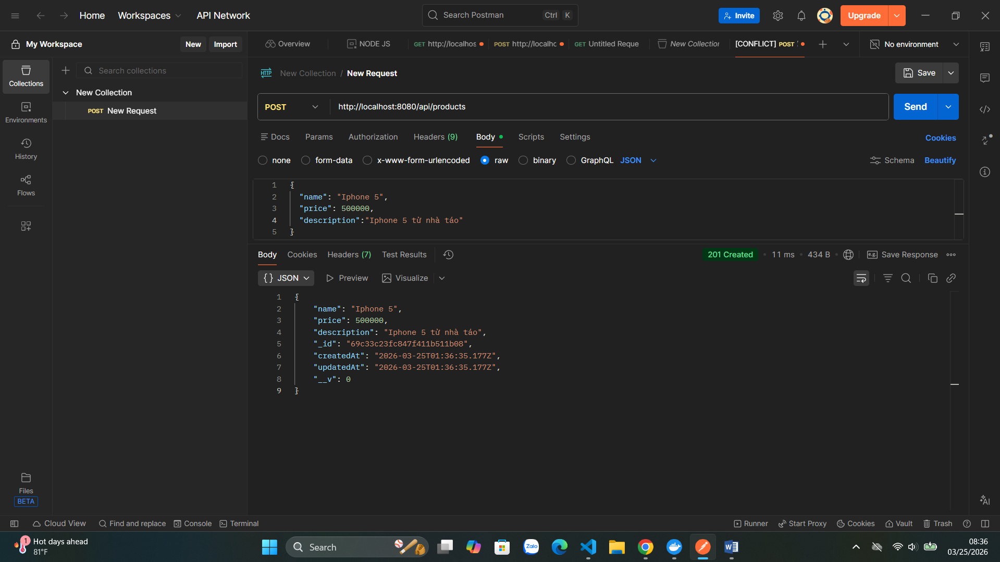 Home Workspaces API Network Search Postman Ctrl K Invite Upgrade
My Workspace New Import Overview NODE JS GET http://localhos POST http://localhc GET Untitled Reque New Collection [CONFLICT] POST No environment
Collections
Environments
History
Flows
Files
BETA
Search collections
New Collection
POST New Request
HTTP New Collection / New Request Save
POST http://localhost:8080/api/products Send
Docs Params Authorization Headers (9) Body Scripts Settings Cookies
none form-data x-www-form-urlencoded raw binary GraphQL JSON Schema Beautify
1 {
2 "name": "Iphone 5",
3 "price": 500000,
4 "description":"Iphone 5 từ nhà táo"
5 }
Body Cookies Headers (7) Test Results 201 Created • 11 ms • 434 B • e.g. Save Response
{} JSON Preview Visualize
1 {
2 "name": "Iphone 5",
3 "price": 500000,
4 "description": "Iphone 5 từ nhà táo",
5 "_id": "69c33c23fc847f411b511b08",
6 "createdAt": "2026-03-25T01:36:35.177Z",
7 "updatedAt": "2026-03-25T01:36:35.177Z",
8 "__v": 0
9 }
AI
Cloud View Find and replace Console Terminal Runner Start Proxy Cookies Vault Trash
1 Hot days ahead
81°F
Search
Zalo
08:36
03/25/2026